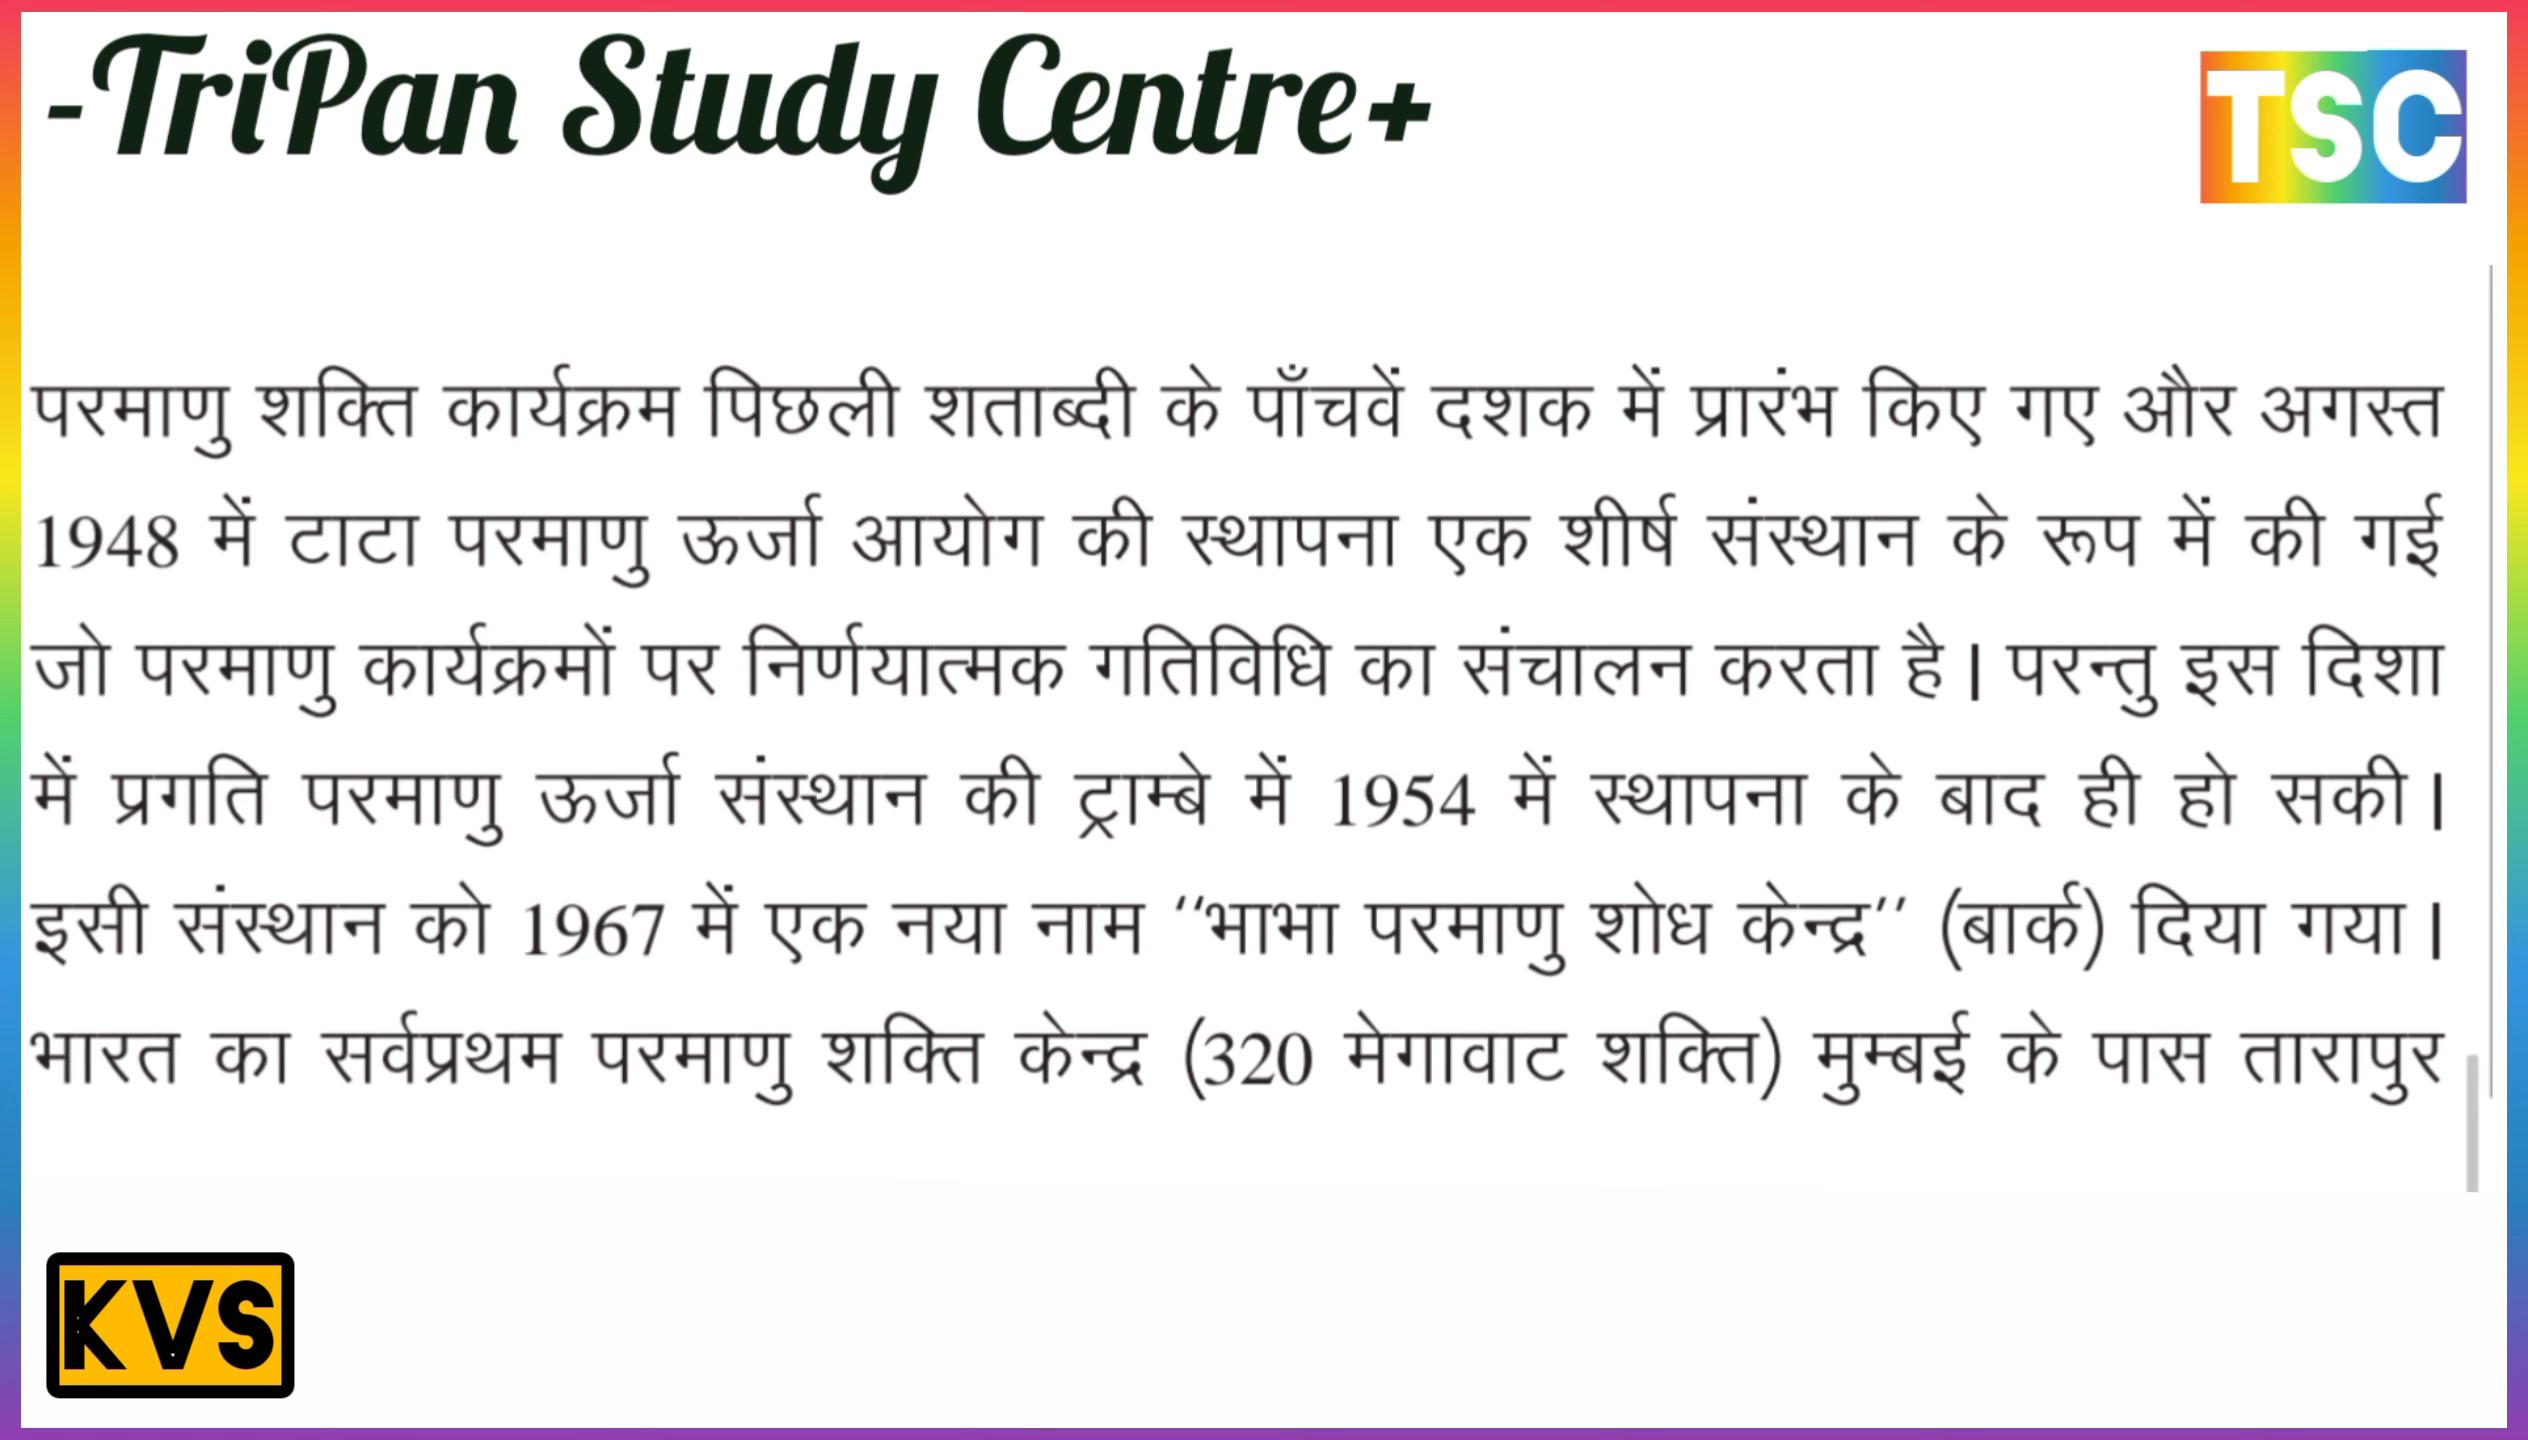 -TriPan Study Centre+
TSC
परमाणु शक्ति कार्यक्रम पिछली शताब्दी के पाँचवें दशक में प्रारंभ किए गए और अगस्त
1948 में टाटा परमाणु ऊर्जा आयोग की स्थापना एक शीर्ष संस्थान के रूप में की गई
जो परमाणु कार्यक्रमों पर निर्णयात्मक गतिविधि का संचालन करता है। परन्तु इस दिशा
में प्रगति परमाणु ऊर्जा संस्थान की ट्राम्बे में 1954 में स्थापना के बाद ही हो सकी।
इसी संस्थान को 1967 में एक नया नाम ‘‘भाभा परमाणु शोध केन्द्र’’ (बार्क) दिया गया।
भारत का सर्वप्रथम परमाणु शक्ति केन्द्र (320 मेगावाट शक्ति) मुम्बई के पास तारापुर
KVS